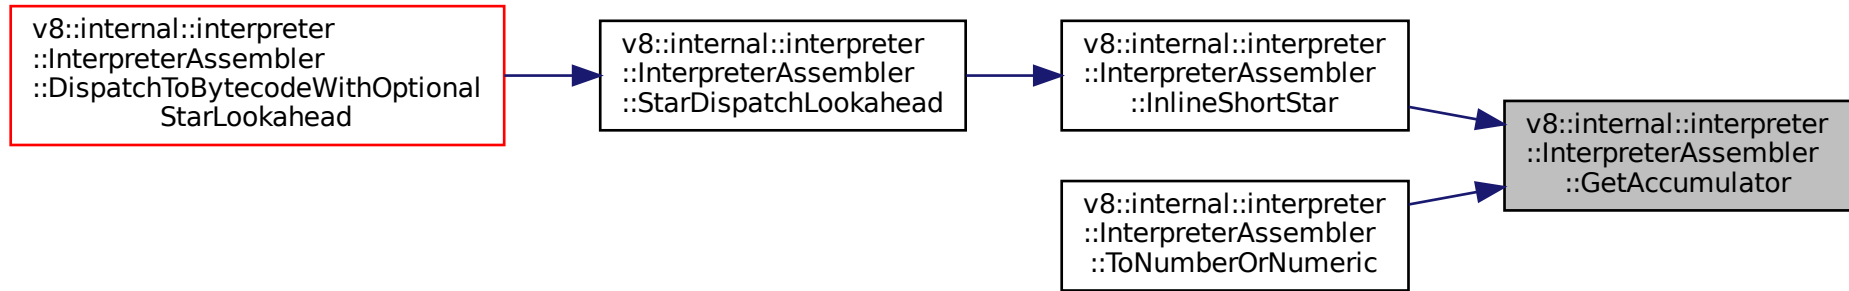 v8::internal::interpreter
::InterpreterAssembler
::DispatchToBytecodeWithOptional
StarLookahead
v8::internal::interpreter
::InterpreterAssembler
::StarDispatchLookahead
v8::internal::interpreter
::InterpreterAssembler
::InlineShortStar
v8::internal::interpreter
::InterpreterAssembler
::ToNumberOrNumeric
v8::internal::interpreter
::InterpreterAssembler
::GetAccumulator